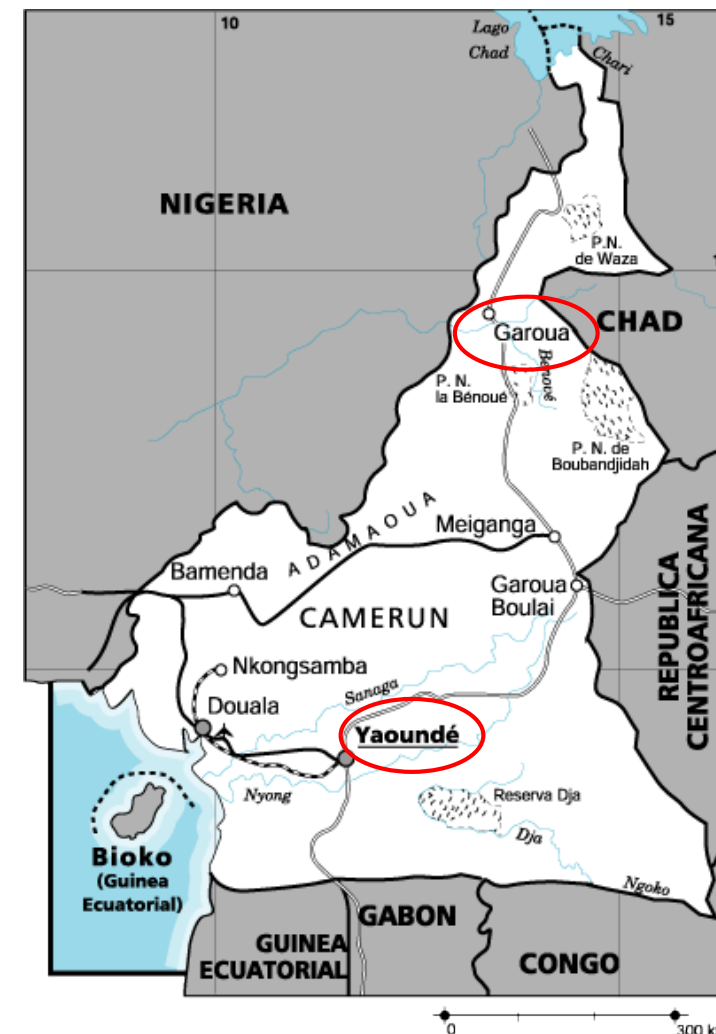 10
15
Lago
Chad
Chari
NIGERIA
P.N.
de Waza
CHAD
Garoua
Bénoué
P. N.
la Bénoué
P. N. de
Boubandjidah
ADAMAOUA
Meiganga
Bamenda
Garoua
Boulai
CAMERUN
REPUBLICA
CENTROAFRICANA
Nkongsamba
Sanaga
Douala
Yaoundé
Nyong
Reserva Dja
Dja
Bioko
(Guinea
Ecuatorial)
Ngoko
GABON
GUINEA
ECUATORIAL
CONGO
0
300